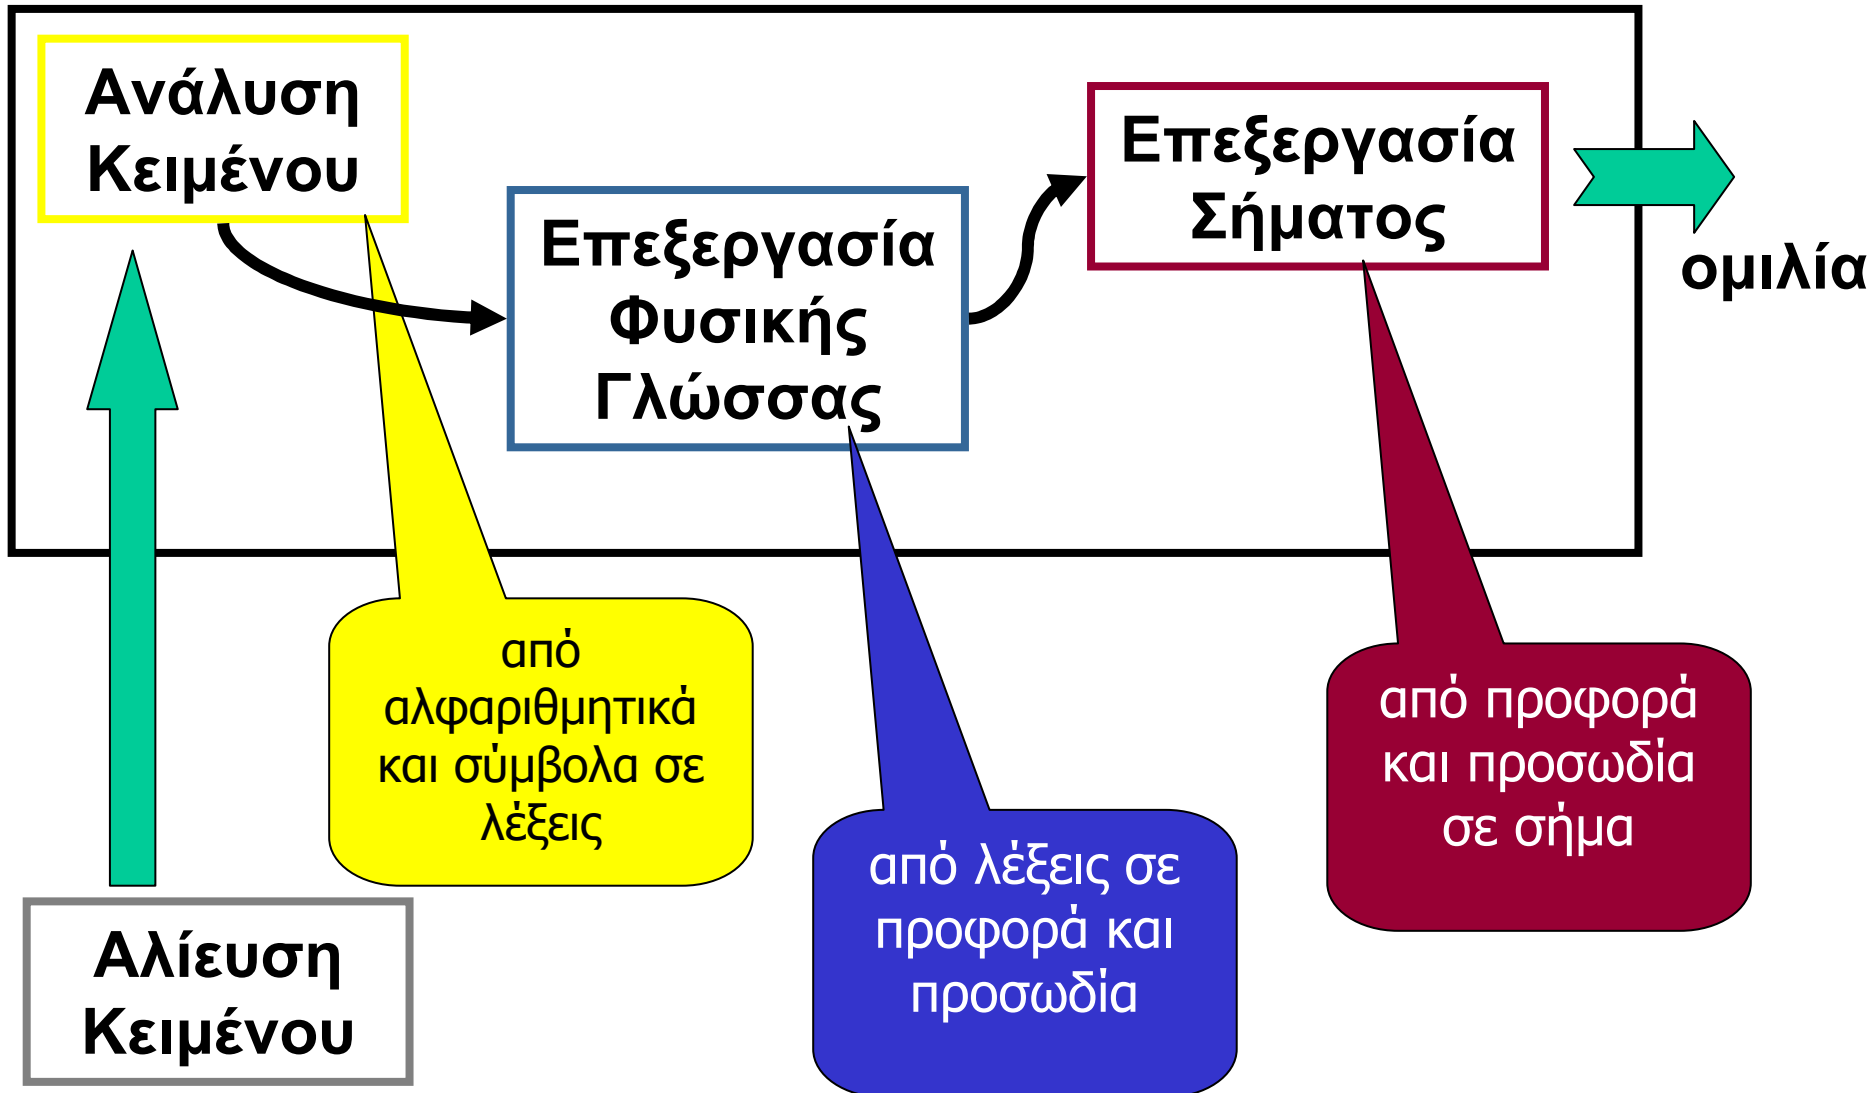 Ανάλυση
Κειμένου
Επεξεργασία
Φυσικής
Γλώσσας
Επεξεργασία
Σήματος
ομιλία
από
αλφαριθμητικά
και σύμβολα σε
λέξεις
από λέξεις σε
προφορά και
προσωδία
από προφορά
και προσωδία
σε σήμα
Αλίευση
Κειμένου